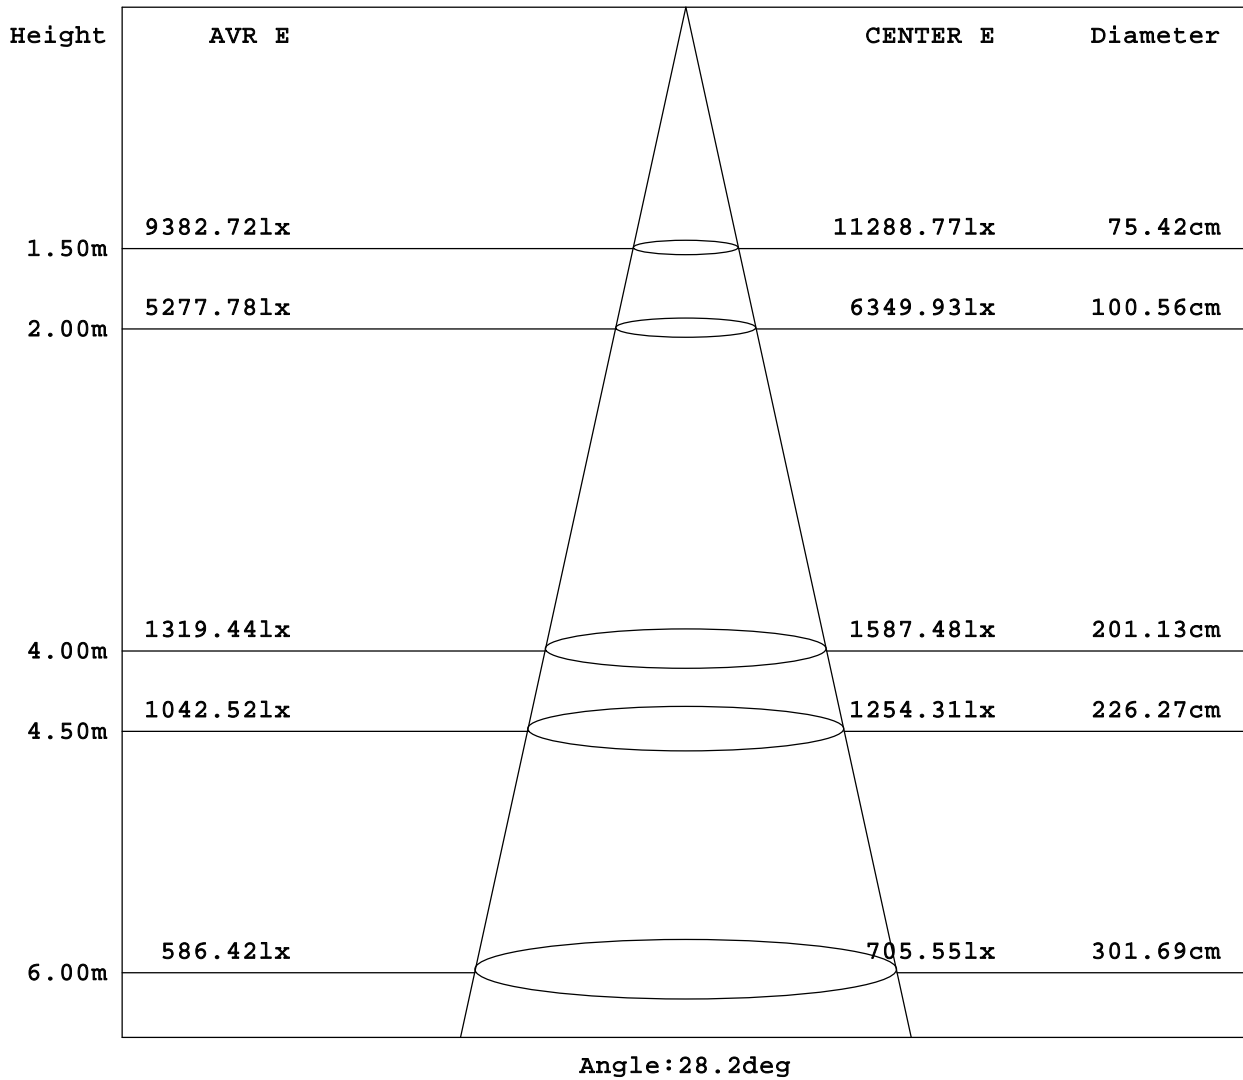 Height AVR E CENTER E Diameter
9382.72lx 11288.77lx 75.42cm
1.50m
5277.78lx 6349.93lx 100.56cm
2.00m
1319.44lx 1587.48lx 201.13cm
4.00m
1042.52lx 1254.31lx 226.27cm
4.50m
586.42lx 705.55lx 301.69cm
6.00m
Angle:28.2deg